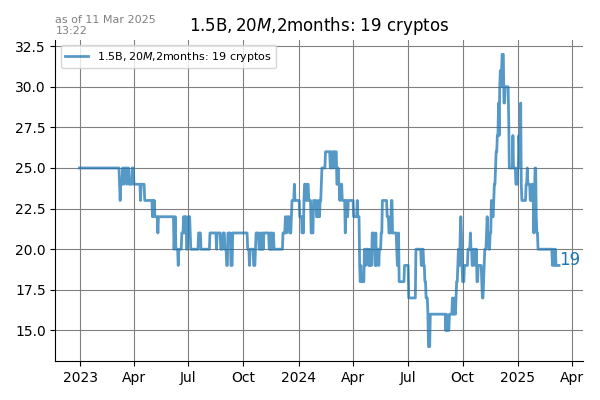 as of 11 Mar 2025
13:22
1.5B, 20M,2months: 19 cryptos
1.5B, 20M,2months: 19 cryptos
32.5
30.0
27.5
25.0
22.5
20.0
17.5
15.0
19
2023 Apr Jul Oct 2024 Apr Jul Oct 2025 Apr